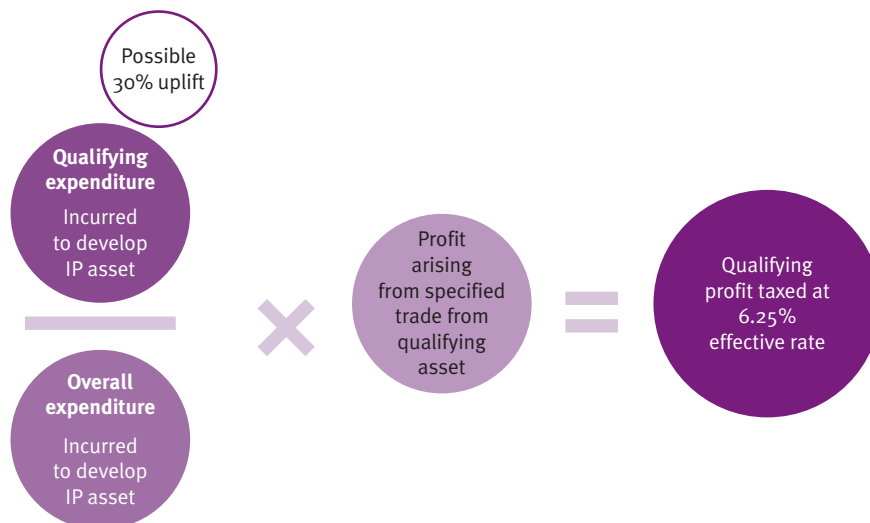 Possible
30% uplift
Qualifying
expenditure
Incurred
to develop
IP asset
Overall
expenditure
Incurred
to develop
IP asset
Profit
arising
from specified
trade from
qualifying
asset
Qualifying
profit taxed at
6.25%
effective rate